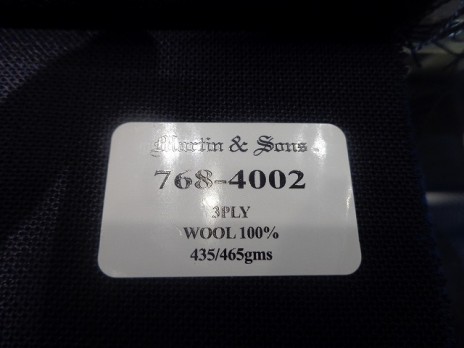 Martin & Sons
768-4002
3PLY
WOOL 100%
435/465gms